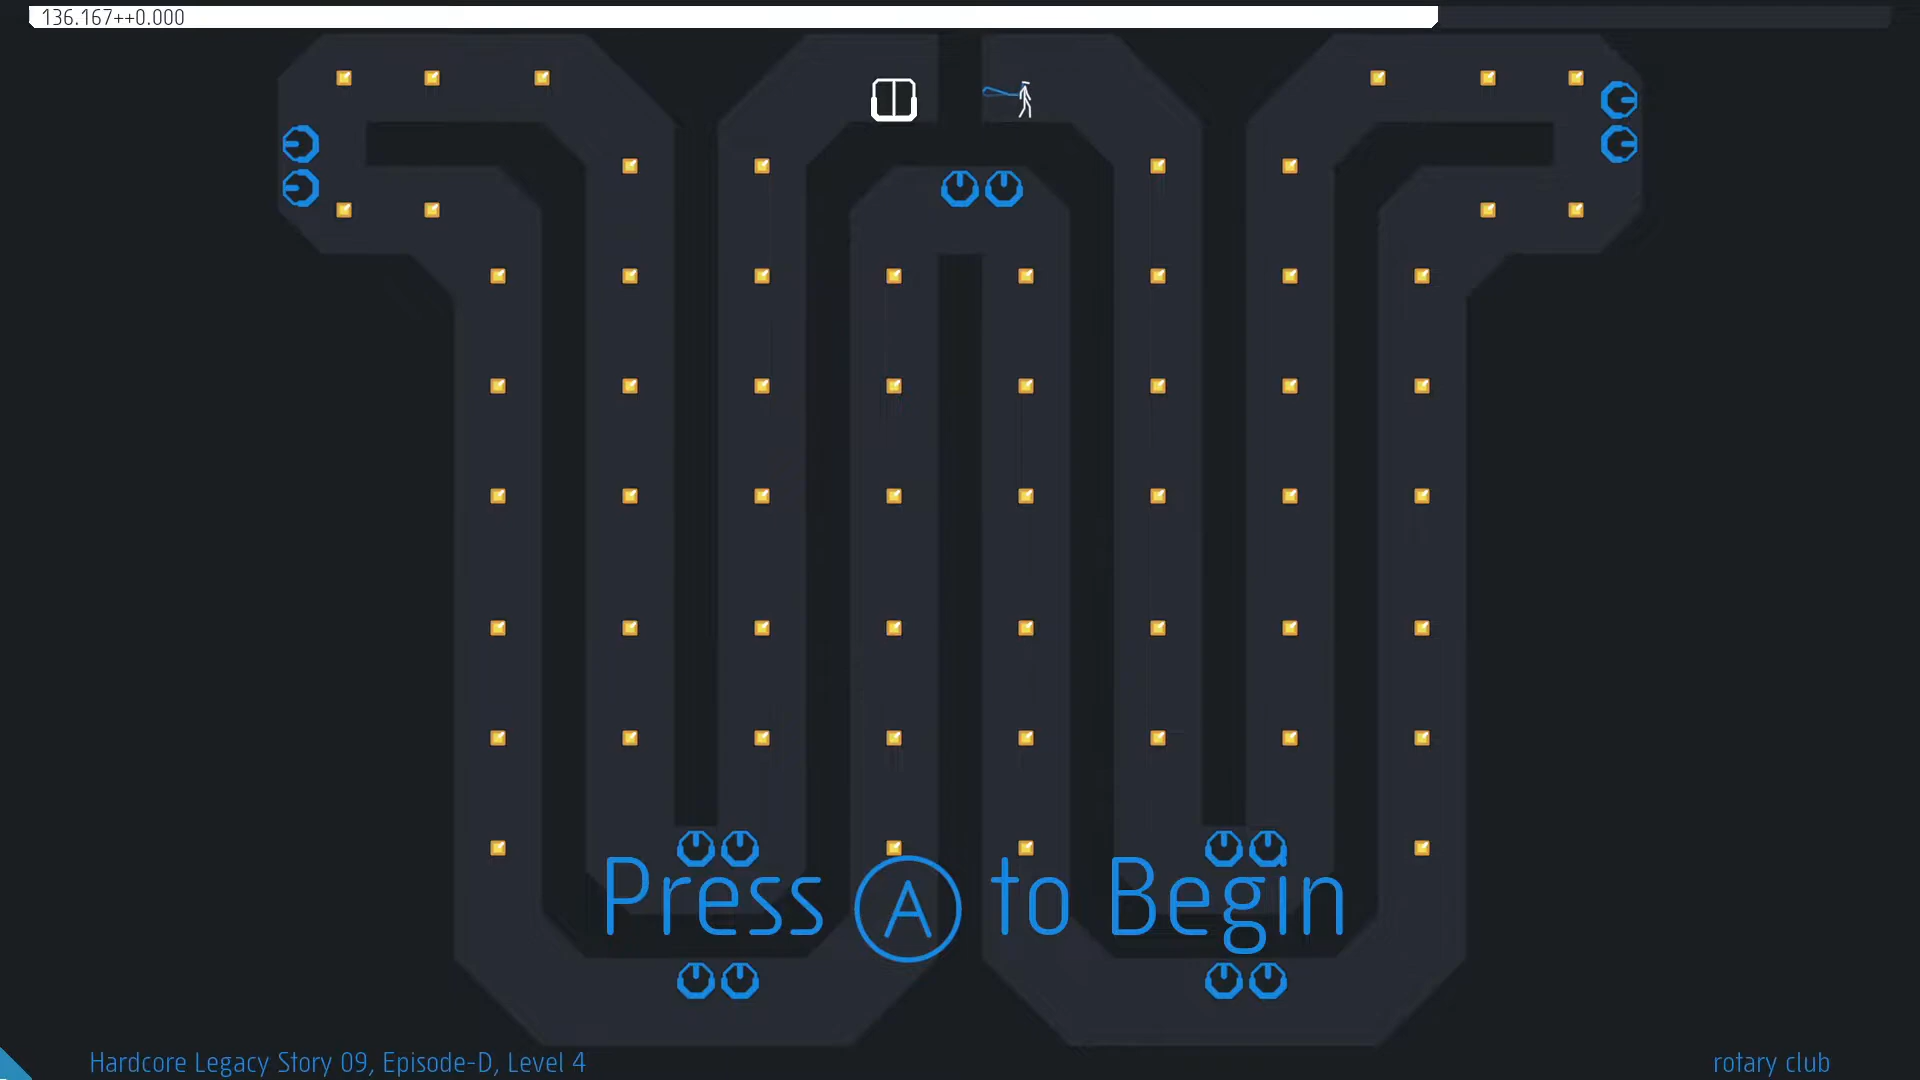 136.167++0.000
Press A to Begin
Hardcore Legacy Story 09, Episode-D, Level 4
rotary club